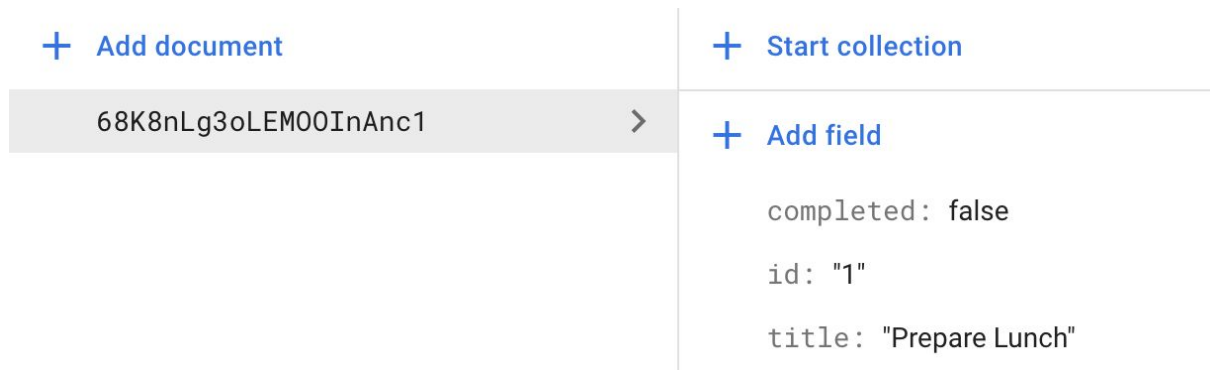 + Add document
68K8nLg3oLEMOOInAnc1
+ Start collection
+ Add field
completed: false
id: "1"
title: "Prepare Lunch"